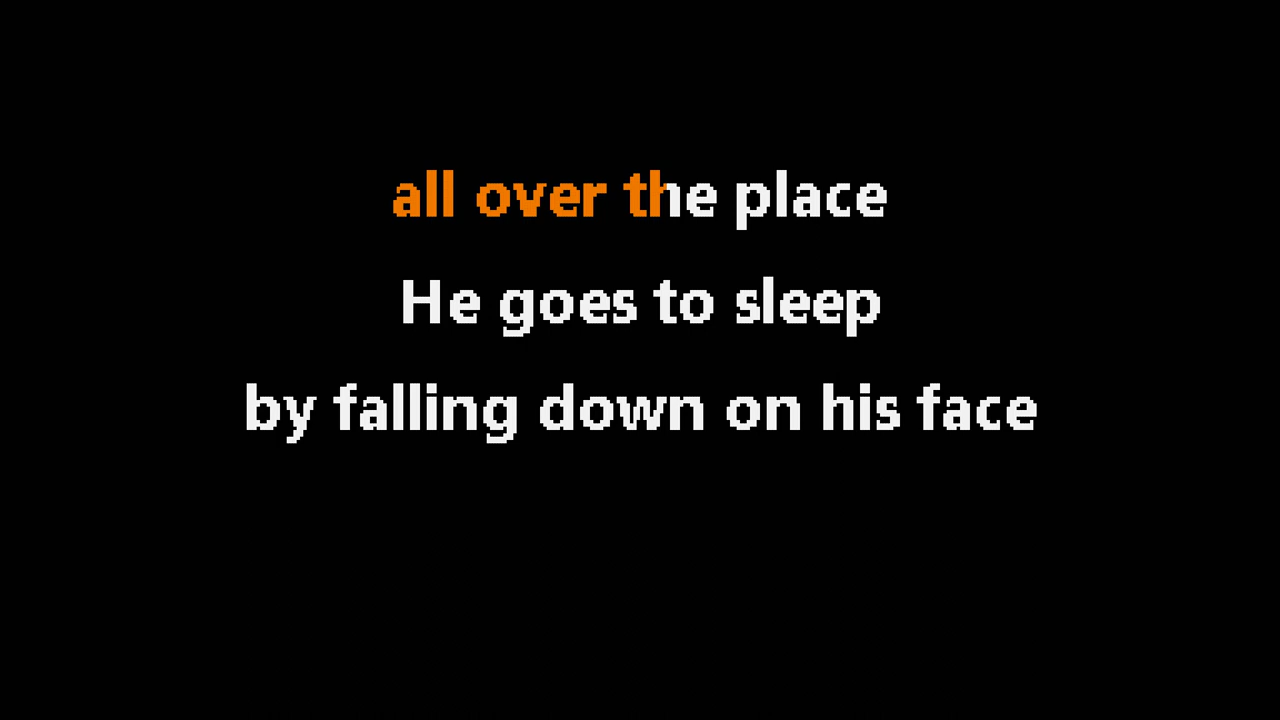 all over the place
He goes to sleep
by falling down on his face